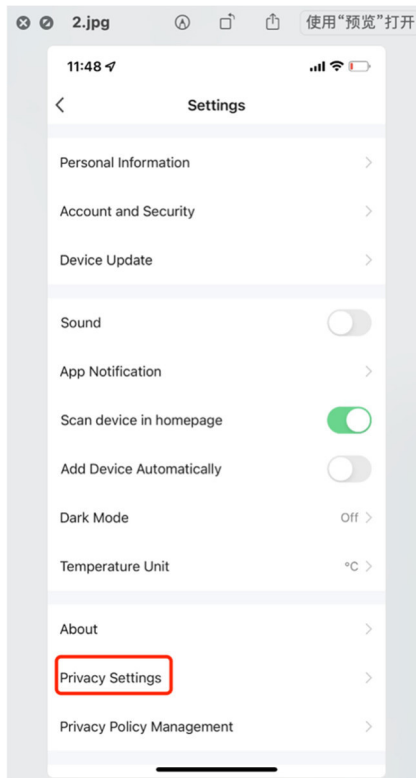 2.jpg
使用“预览”打开
11:48
Settings
Personal Information
Account and Security
Device Update
Sound
App Notification
Scan device in homepage
Add Device Automatically
Dark Mode Off
Temperature Unit °C
About
Privacy Settings
Privacy Policy Management